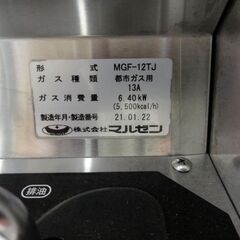 形 式 MGF-12TJ
ガ ス 種 類 都市ガス用
13A
ガ ス 消 費 量 6.40kW
(5,500kcal/h)
製造年月・製造番号 21.01.22
株式会社 マルゼン
排油